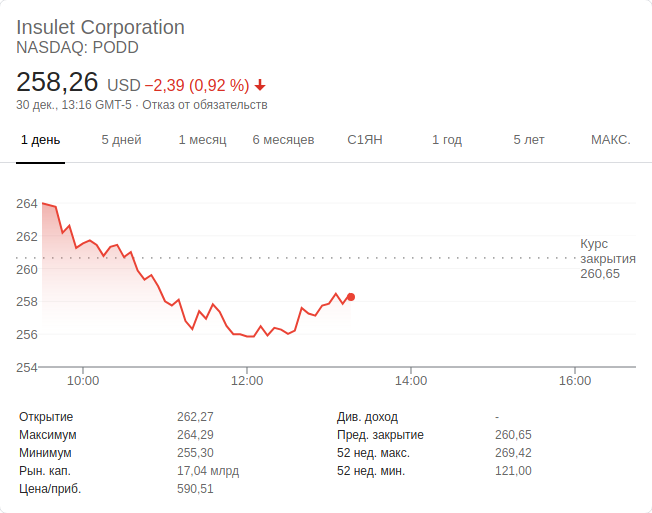 Insulet Corporation
NASDAQ: PODD
258,26 USD −2,39 (0,92 %)
30 дек., 13:16 GMT-5 · Отказ от обязательств
1 день 5 дней 1 месяц 6 месяцев С1ЯН 1 год 5 лет МАКС.
264
262
Курс
закрытия
260,65
260
258
256
254
10:00 12:00 14:00 16:00
Открытие 262,27 Див. доход -
Максимум 264,29 Пред. закрытие 260,65
Минимум 255,30 52 нед. макс. 269,42
Рын. кап. 17,04 млрд 52 нед. мин. 121,00
Цена/приб. 590,51